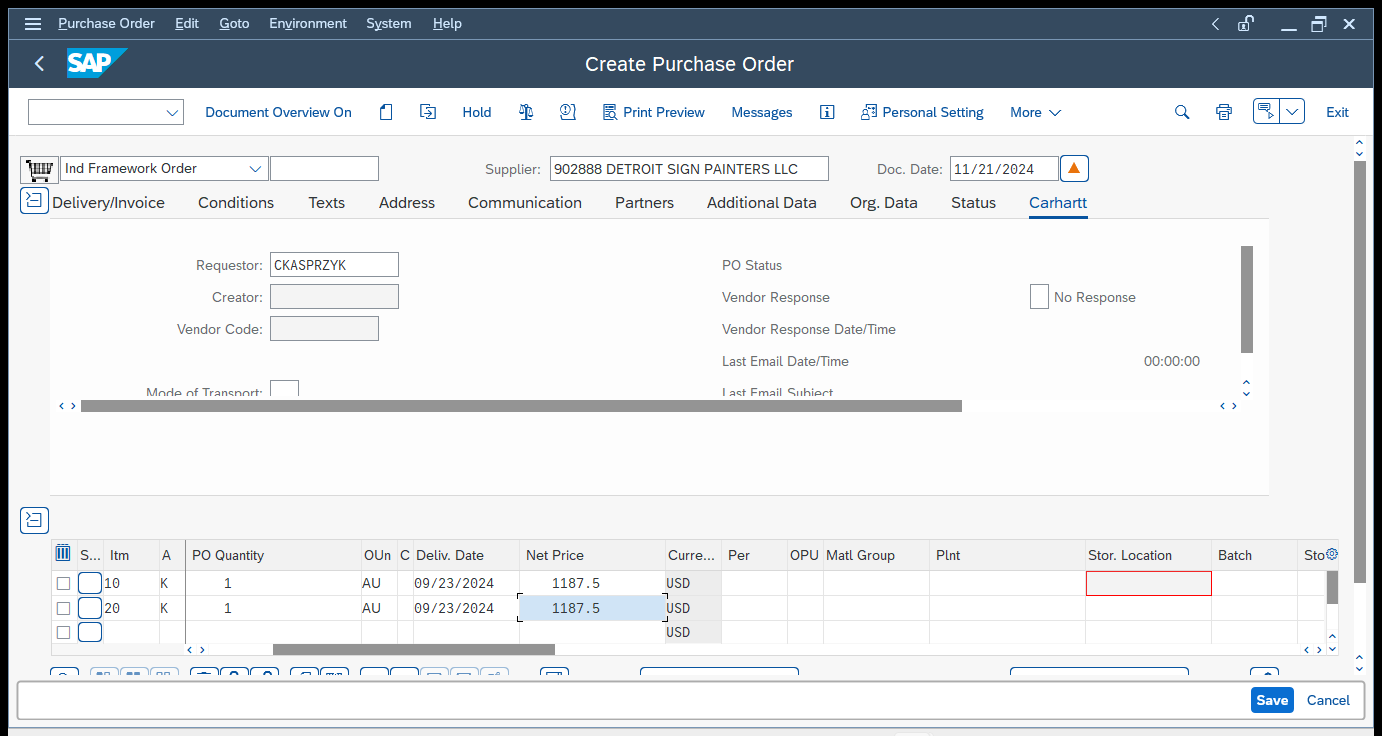 Purchase Order Edit Goto Environment System Help
SAP Create Purchase Order
Document Overview On Hold Print Preview Messages Personal Setting More Exit
Ind Framework Order Supplier: 902888 DETROIT SIGN PAINTERS LLC Doc. Date: 11/21/2024
Delivery/Invoice Conditions Texts Address Communication Partners Additional Data Org. Data Status Carhartt
Requestor: CKASPRZYK PO Status
Creator: Vendor Response No Response
Vendor Code: Vendor Response Date/Time
Last Email Date/Time 00:00:00
Mode of Transport: Last Email Subject
S... Itm A PO Quantity OUn C Deliv. Date Net Price Curre... Per OPU Matl Group Plnt Stor. Location Batch Sto
10 K 1 AU 09/23/2024 1187.5 USD
20 K 1 AU 09/23/2024 1187.5 USD
USD
Save Cancel